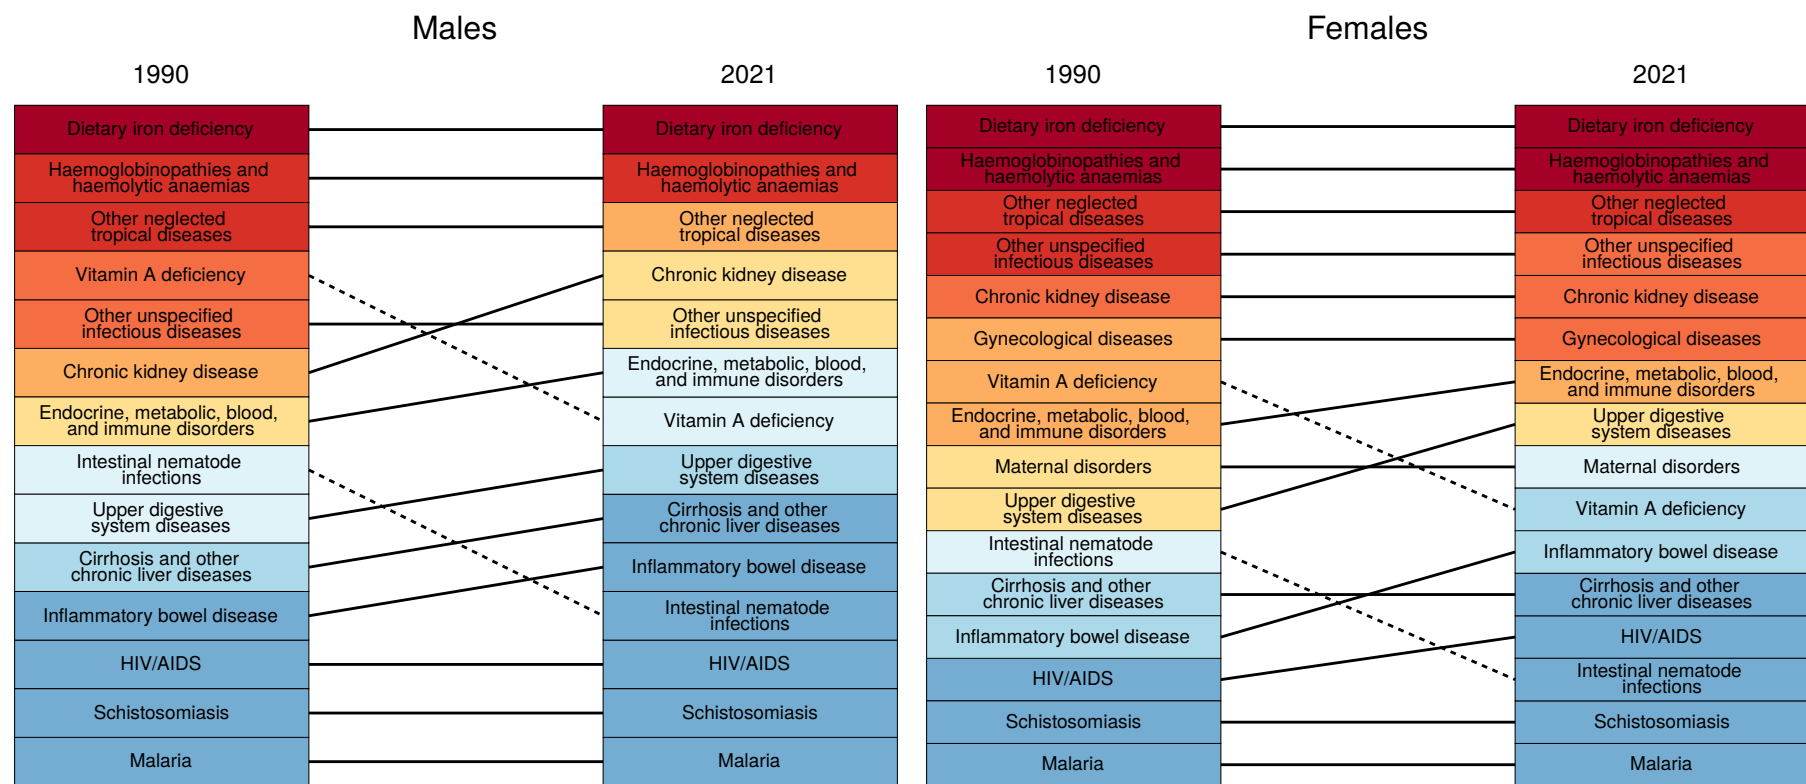 Males
1990
2021
Dietary iron deficiency
Haemoglobinopathies and
haemolytic anaemias
Other neglected
tropical diseases
Vitamin A deficiency
Other unspecified
infectious diseases
Chronic kidney disease
Endocrine, metabolic, blood,
and immune disorders
Intestinal nematode
infections
Upper digestive
system diseases
Cirrhosis and other
chronic liver diseases
Inflammatory bowel disease
HIV/AIDS
Schistosomiasis
Malaria
Dietary iron deficiency
Haemoglobinopathies and
haemolytic anaemias
Other neglected
tropical diseases
Chronic kidney disease
Other unspecified
infectious diseases
Endocrine, metabolic, blood,
and immune disorders
Vitamin A deficiency
Upper digestive
system diseases
Cirrhosis and other
chronic liver diseases
Inflammatory bowel disease
Intestinal nematode
infections
HIV/AIDS
Schistosomiasis
Malaria
Females
1990
2021
Dietary iron deficiency
Haemoglobinopathies and
haemolytic anaemias
Other neglected
tropical diseases
Other unspecified
infectious diseases
Chronic kidney disease
Gynecological diseases
Vitamin A deficiency
Endocrine, metabolic, blood,
and immune disorders
Maternal disorders
Upper digestive
system diseases
Intestinal nematode
infections
Cirrhosis and other
chronic liver diseases
Inflammatory bowel disease
HIV/AIDS
Schistosomiasis
Malaria
Dietary iron deficiency
Haemoglobinopathies and
haemolytic anaemias
Other neglected
tropical diseases
Other unspecified
infectious diseases
Chronic kidney disease
Gynecological diseases
Endocrine, metabolic, blood,
and immune disorders
Upper digestive
system diseases
Maternal disorders
Vitamin A deficiency
Inflammatory bowel disease
Cirrhosis and other
chronic liver diseases
HIV/AIDS
Intestinal nematode
infections
Schistosomiasis
Malaria